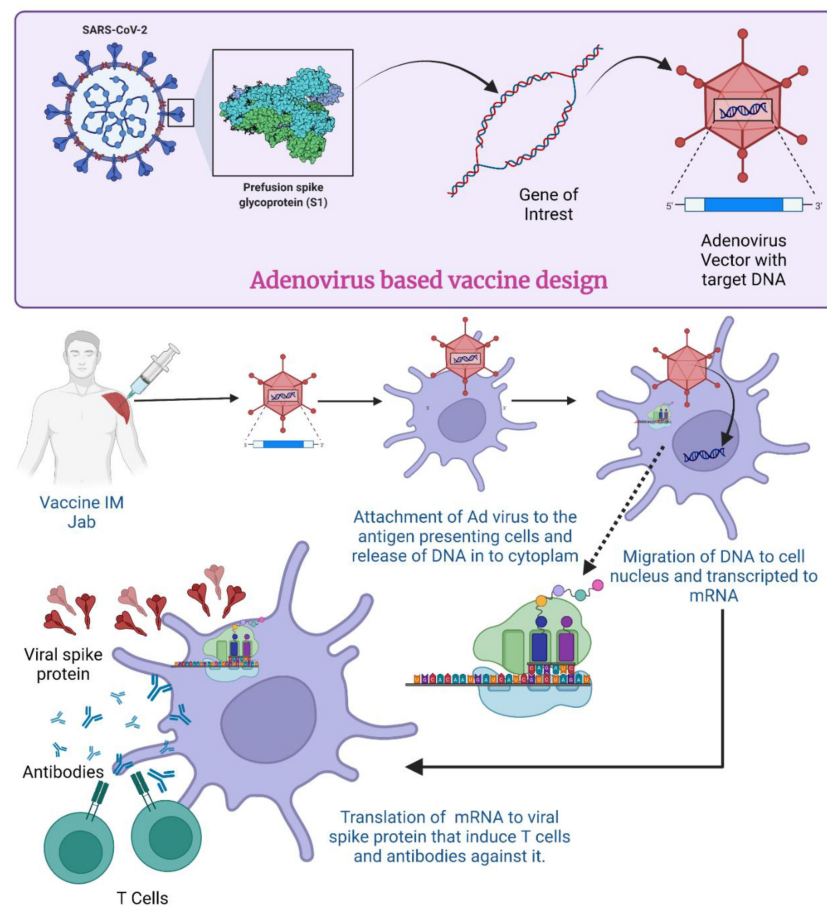 SARS-CoV-2
Prefusion spike
glycoprotein (S1)
Gene of
Intrest
5'
3'
Adenovirus
Vector with
target DNA
Adenovirus based vaccine design
Vaccine IM
Jab
Attachment of Ad virus to the
antigen presenting cells and
release of DNA in to cytoplam
Migration of DNA to cell
nucleus and transcripted to
mRNA
Viral spike
protein
Antibodies
T Cells
Translation of mRNA to viral
spike protein that induce T cells
and antibodies against it.